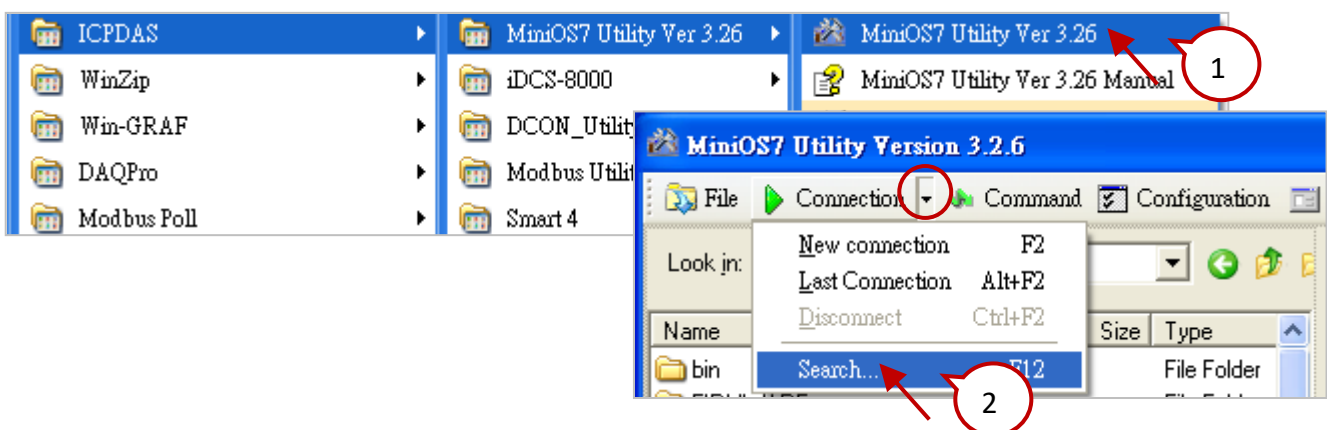 ICPDAS
MiniOS7 Utility Ver 3.26
MiniOS7 Utility Ver 3.26
1
WinZip
iDCS-8000
MiniOS7 Utility Ver 3.26 Manual
Win-GRAF
DCON_Utility
DAQPro
Modbus Utilit
Modbus Poll
Smart 4
MiniOS7 Utility Version 3.2.6
File
Connection
Command
Configuration
Look in:
New connection F2
Last Connection Alt+F2
Disconnect Ctrl+F2
Search... F12
Name
Size
Type
bin
File Folder
2